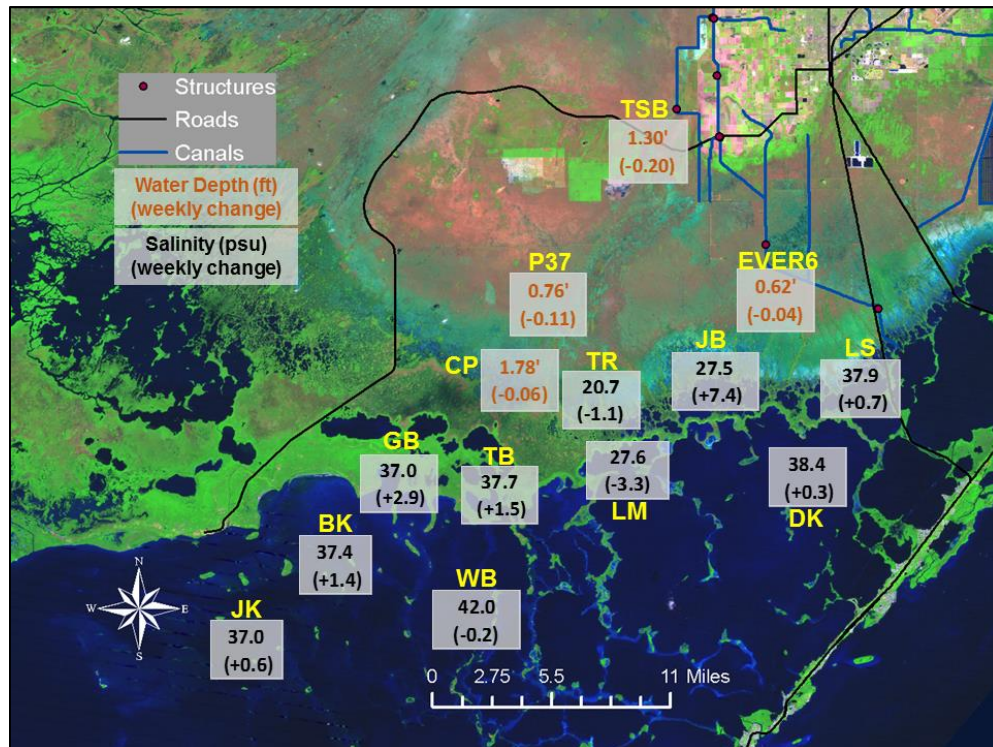 Structures
Roads
Canals
Water Depth (ft)
(weekly change)
Salinity (psu)
(weekly change)
TSB
1.30'
(-0.20)
P37
0.76'
(-0.11)
EVER6
0.62'
(-0.04)
CP
1.78'
(-0.06)
TR
20.7
(-1.1)
JB
27.5
(+7.4)
LS
37.9
(+0.7)
GB
37.0
(+2.9)
TB
37.7
(+1.5)
27.6
(-3.3)
LM
38.4
(+0.3)
DK
BK
37.4
(+1.4)
WB
42.0
(-0.2)
JK
37.0
(+0.6)
N
W E
S
0 2.75 5.5 11 Miles